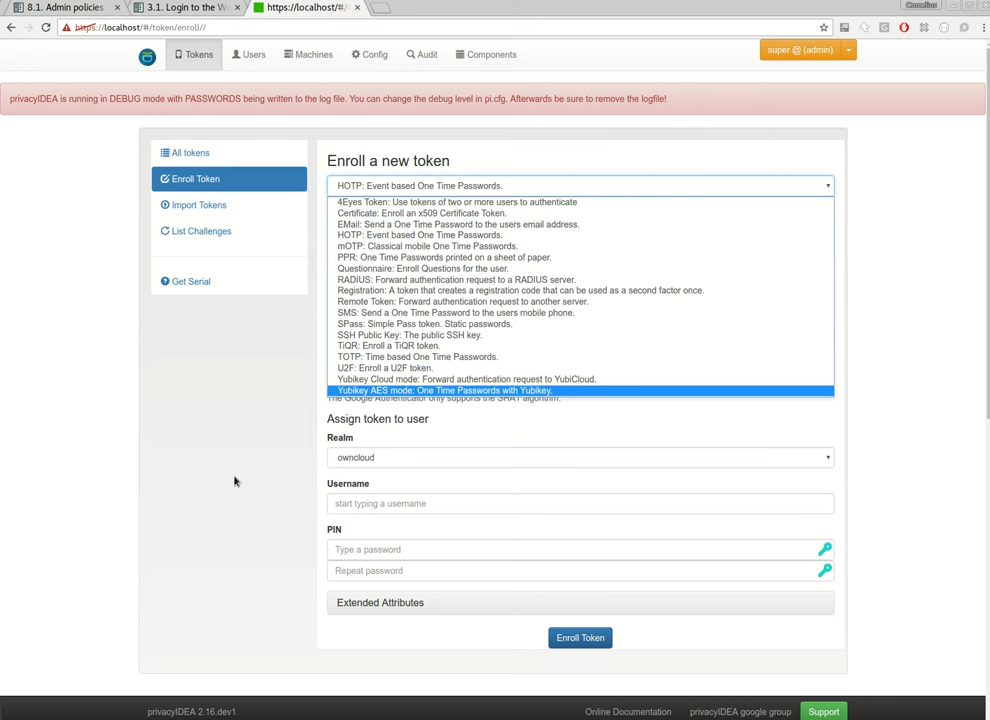 8.1. Admin policies
3.1. Login to the W
https://localhost/#/
Cornelius
https://localhost/#/token/enroll//
Tokens
Users
Machines
Config
Audit
Components
super @ (admin)
privacyIDEA is running in DEBUG mode with PASSWORDS being written to the log file. You can change the debug level in pi.cfg. Afterwards be sure to remove the logfile!
All tokens
Enroll Token
Import Tokens
List Challenges
Get Serial
Enroll a new token
HOTP: Event based One Time Passwords.
4Eyes Token: Use tokens of two or more users to authenticate
Certificate: Enroll an x509 Certificate Token.
EMail: Send a One Time Password to the users email address.
HOTP: Event based One Time Passwords.
mOTP: Classical mobile One Time Passwords.
PPR: One Time Passwords printed on a sheet of paper.
Questionnaire: Enroll Questions for the user.
RADIUS: Forward authentication request to a RADIUS server.
Registration: A token that creates a registration code that can be used as a second factor once.
Remote Token: Forward authentication request to another server.
SMS: Send a One Time Password to the users mobile phone.
SPass: Simple Pass token. Static passwords.
SSH Public Key: The public SSH key.
TiQR: Enroll a TiQR token.
TOTP: Time based One Time Passwords.
U2F: Enroll a U2F token.
Yubikey Cloud mode: Forward authentication request to YubiCloud.
Yubikey AES mode: One Time Passwords with Yubikey.
The Google Authenticator only supports the SHA1 algorithm.
Assign token to user
Realm
owncloud
Username
start typing a username
PIN
Type a password
Repeat password
Extended Attributes
Enroll Token
privacyIDEA 2.16.dev1
Online Documentation
privacyIDEA google group
Support